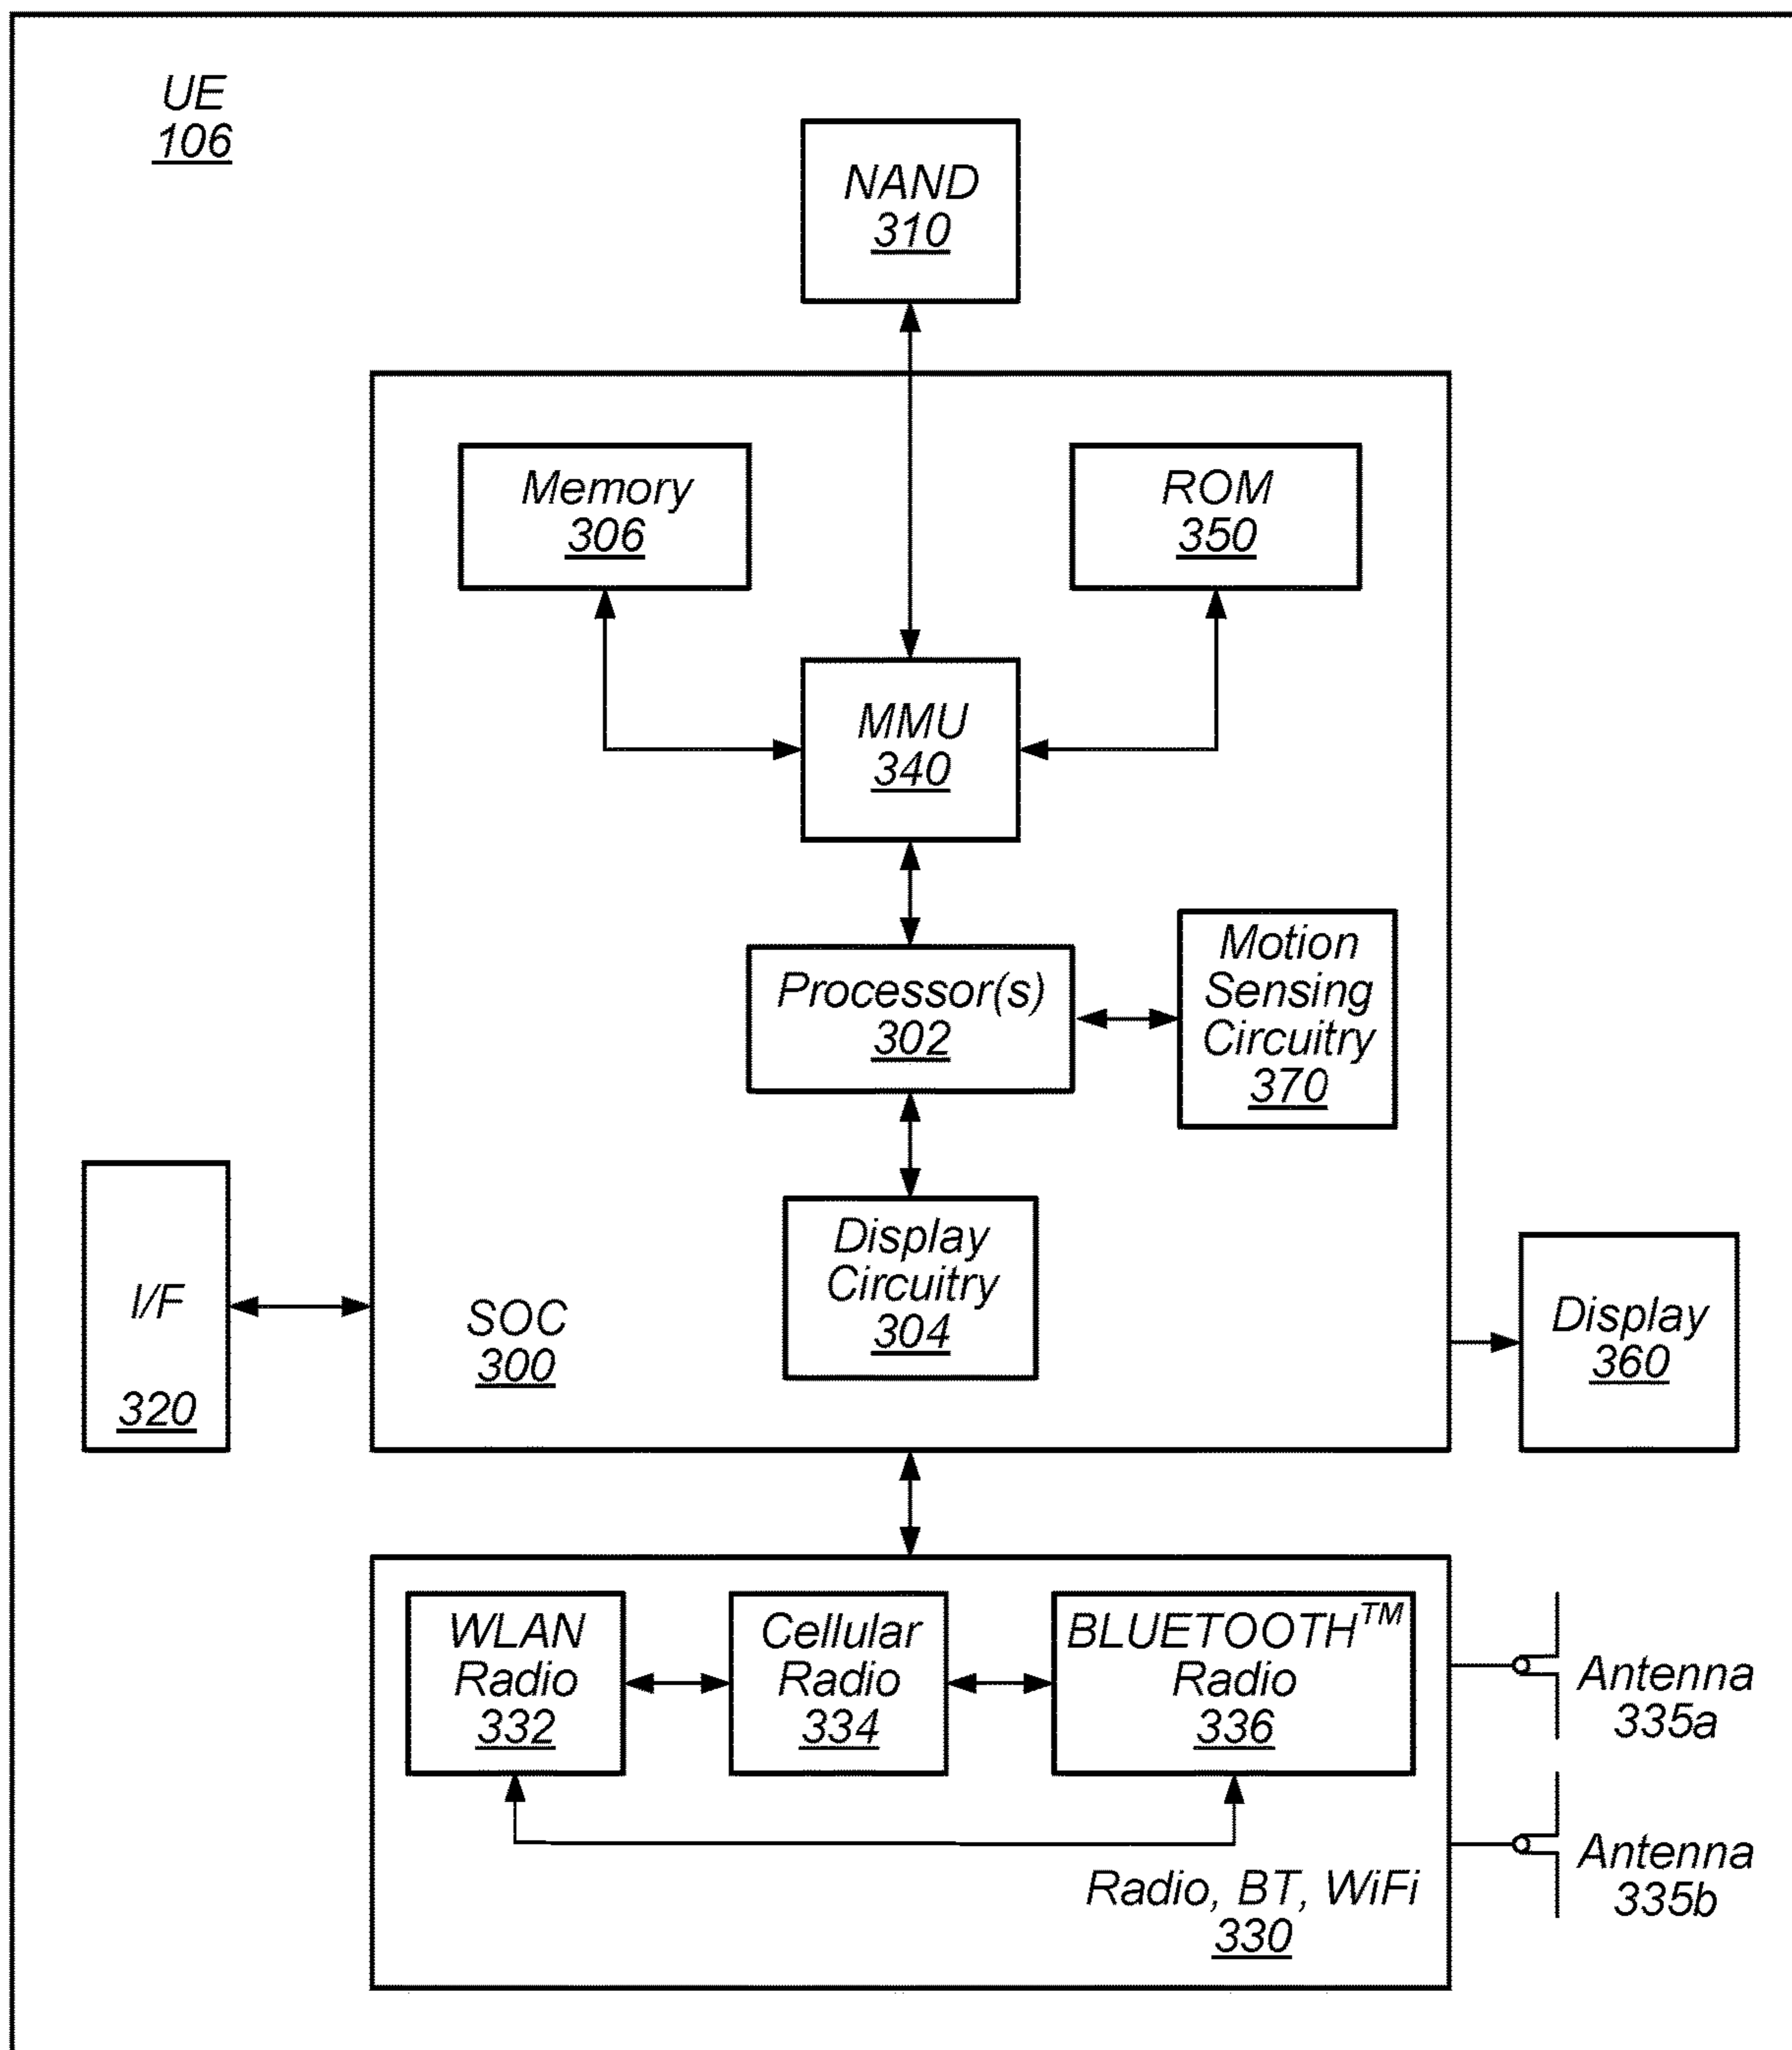 UE
106
NAND
310
Memory
306
ROM
350
MMU
340
Processor(s)
302
Motion
Sensing
Circuitry
370
Display
Circuitry
304
SOC
300
I/F
320
Display
360
WLAN
Radio
332
Cellular
Radio
334
BLUETOOTH™
Radio
336
Radio, BT, WiFi
330
Antenna
335a
Antenna
335b